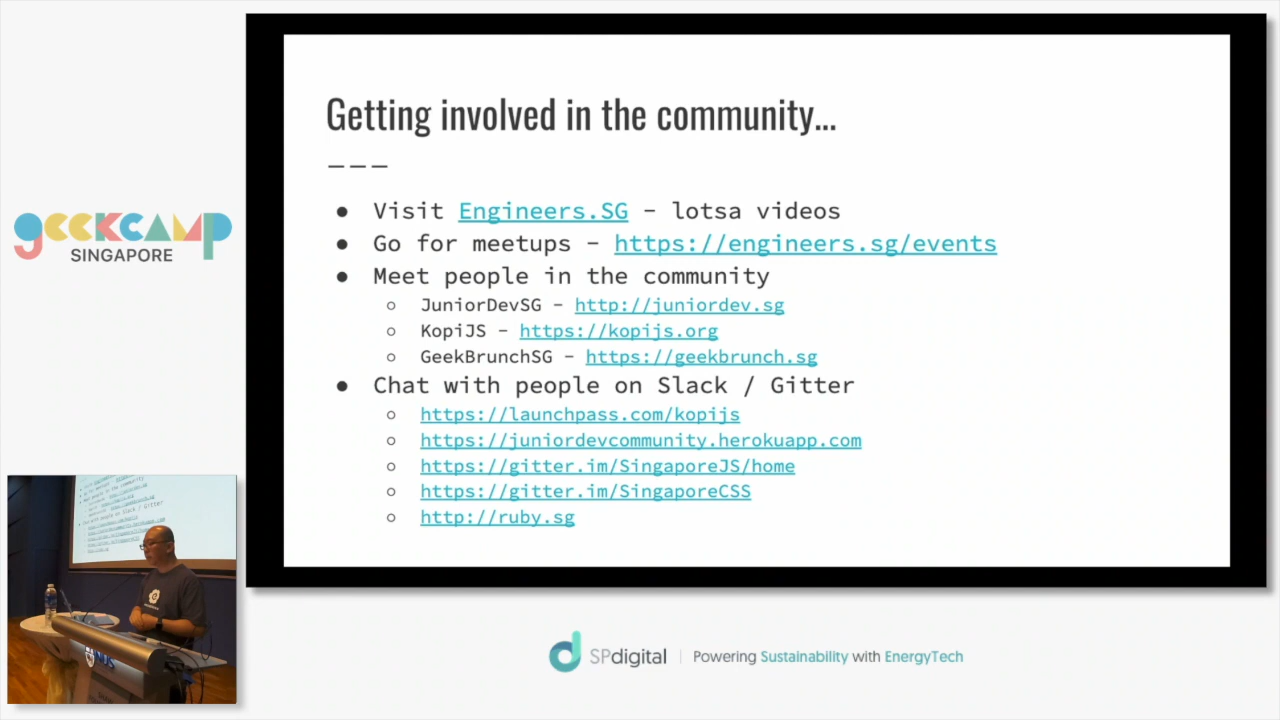 Getting involved in the community...
● Visit Engineers.SG – lotsa videos
● Go for meetups – https://engineers.sg/events
● Meet people in the community
○ JuniorDevSG – http://juniordev.sg
○ KopiJS – https://kopijs.org
○ GeekBrunchSG – https://geekbrunch.sg
● Chat with people on Slack / Gitter
○ https://launchpass.com/kopijs
○ https://juniordevcommunity.herokuapp.com
○ https://gitter.im/SingaporeJS/home
○ https://gitter.im/SingaporeCSS
○ http://ruby.sg
geekcamp
SINGAPORE
NUS
SPdigital | Powering Sustainability with EnergyTech